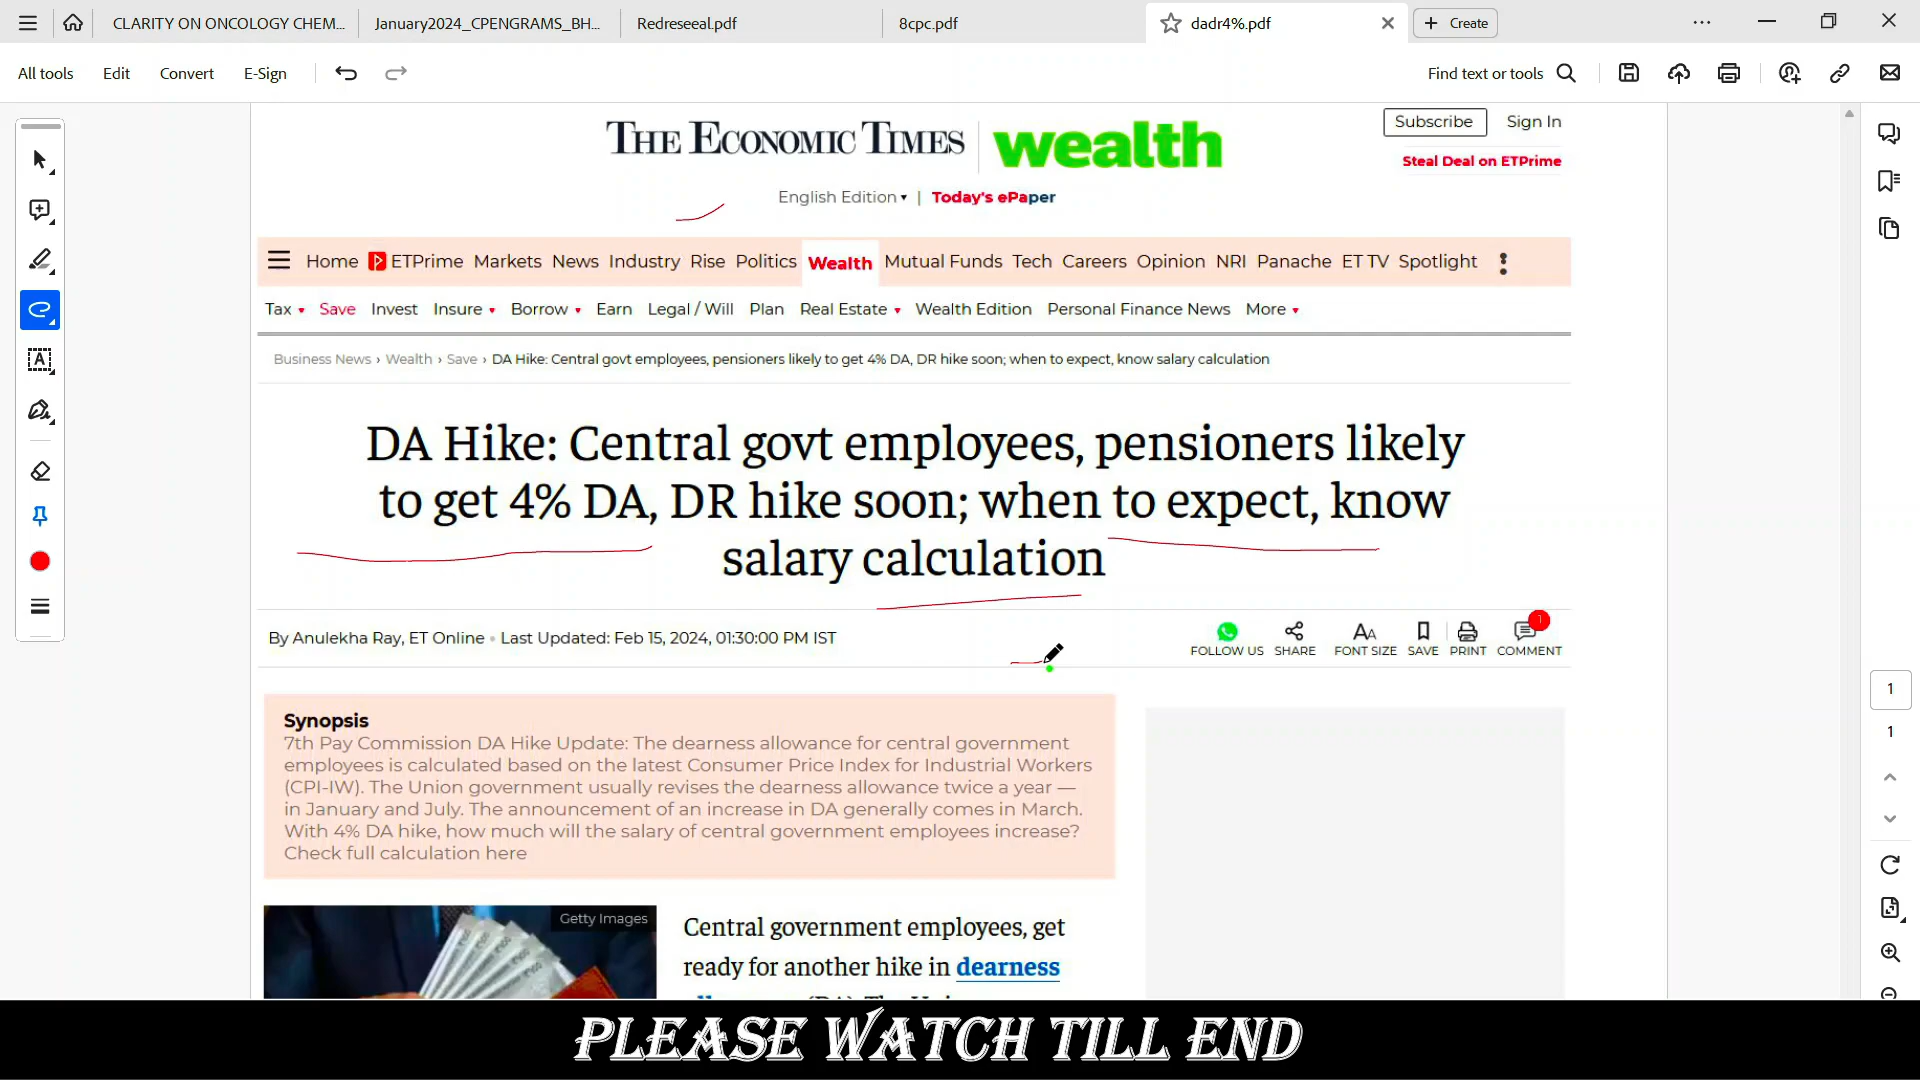 CLARITY ON ONCOLOGY CHEM... January2024_CPENGRAMS_BH... Redreseeal.pdf 8cpc.pdf dadr4%.pdf Create
All tools Edit Convert E-Sign Find text or tools
THE ECONOMIC TIMES wealth
Subscribe Sign In
Steal Deal on ETPrime
English Edition | Today's ePaper
Home ETPrime Markets News Industry Rise Politics Wealth Mutual Funds Tech Careers Opinion NRI Panache ET TV Spotlight
Tax Save Invest Insure Borrow Earn Legal / Will Plan Real Estate Wealth Edition Personal Finance News More
Business News › Wealth › Save › DA Hike: Central govt employees, pensioners likely to get 4% DA, DR hike soon; when to expect, know salary calculation
DA Hike: Central govt employees, pensioners likely
to get 4% DA, DR hike soon; when to expect, know
salary calculation
By Anulekha Ray, ET Online • Last Updated: Feb 15, 2024, 01:30:00 PM IST
FOLLOW US SHARE FONT SIZE SAVE PRINT COMMENT
1
1
1
Synopsis
7th Pay Commission DA Hike Update: The dearness allowance for central government
employees is calculated based on the latest Consumer Price Index for Industrial Workers
(CPI-IW). The Union government usually revises the dearness allowance twice a year —
in January and July. The announcement of an increase in DA generally comes in March.
With 4% DA hike, how much will the salary of central government employees increase?
Check full calculation here
Getty Images
Central government employees, get
ready for another hike in dearness
PLEASE WATCH TILL END